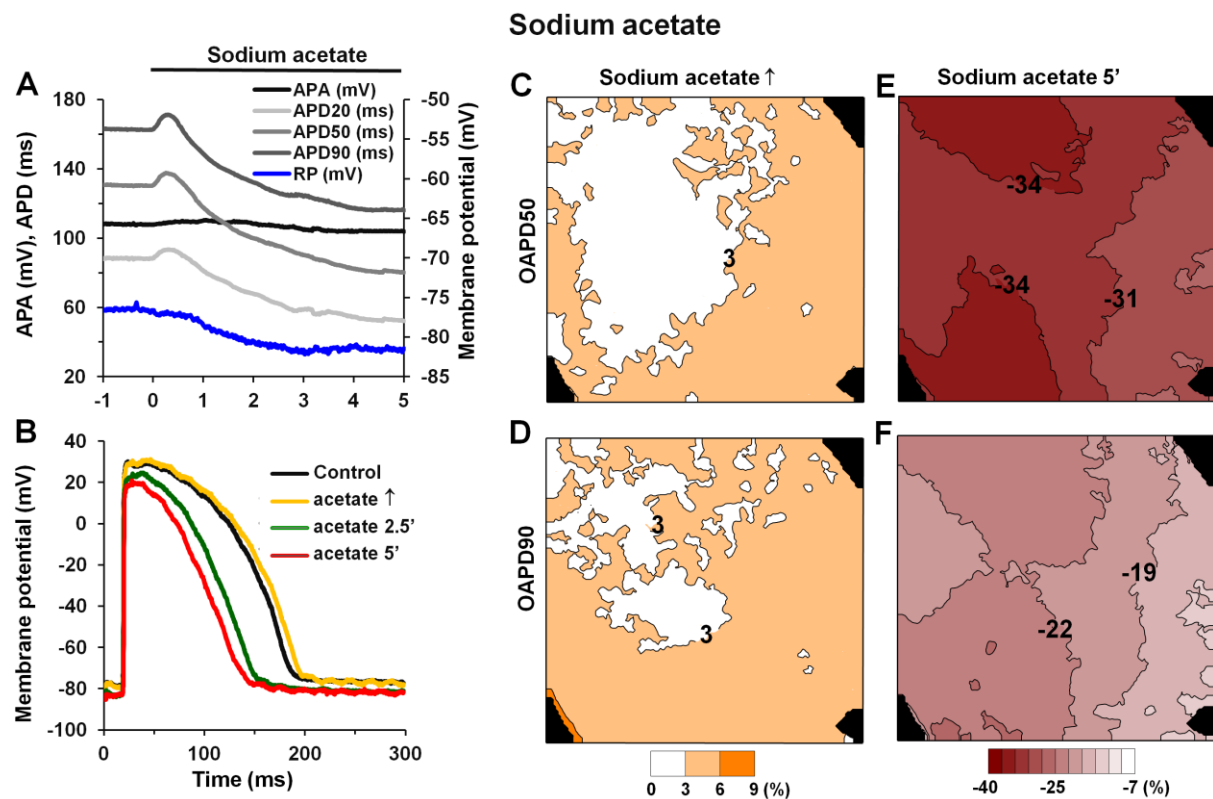 Sodium acetate
A
Sodium acetate
APA (mV)
APD20 (ms)
APD50 (ms)
APD90 (ms)
RP (mV)
APA (mV), APD (ms)
180
140
100
60
20
Membrane potential (mV)
-50
-55
-60
-65
-70
-75
-80
-85
-1 0 1 2 3 4 5
B
Membrane potential (mV)
40
20
0
-20
-40
-60
-80
-100
Control
acetate ↑
acetate 2.5'
acetate 5'
0 100 200 300
Time (ms)
C
Sodium acetate ↑
OAPD50
3
D
OAPD90
3
3
0 3 6 9 (%)
E
Sodium acetate 5'
-34
-34
-31
F
-19
-22
-40 -25 -7 (%)